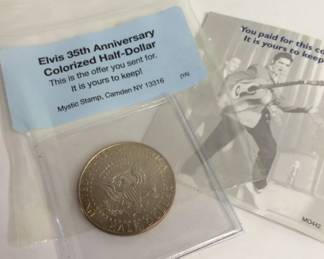 Elvis 35th Anniversary
Colorized Half-Dollar
This is the offer you sent for.
It is yours to keep!
Mystic Stamp, Camden NY 13316
You paid for this co
It is yours to keep